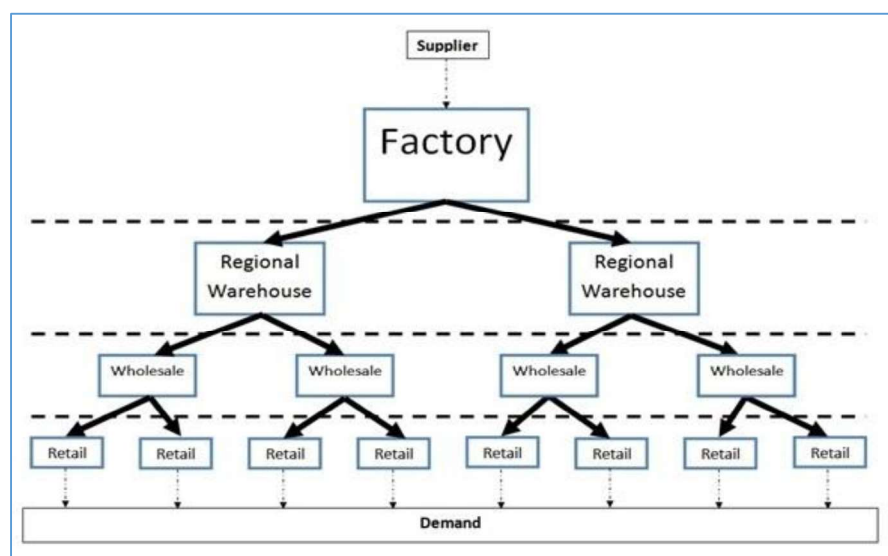 Supplier
Factory
Regional
Warehouse
Regional
Warehouse
Wholesale
Wholesale
Wholesale
Wholesale
Retail
Retail
Retail
Retail
Retail
Retail
Retail
Retail
Demand